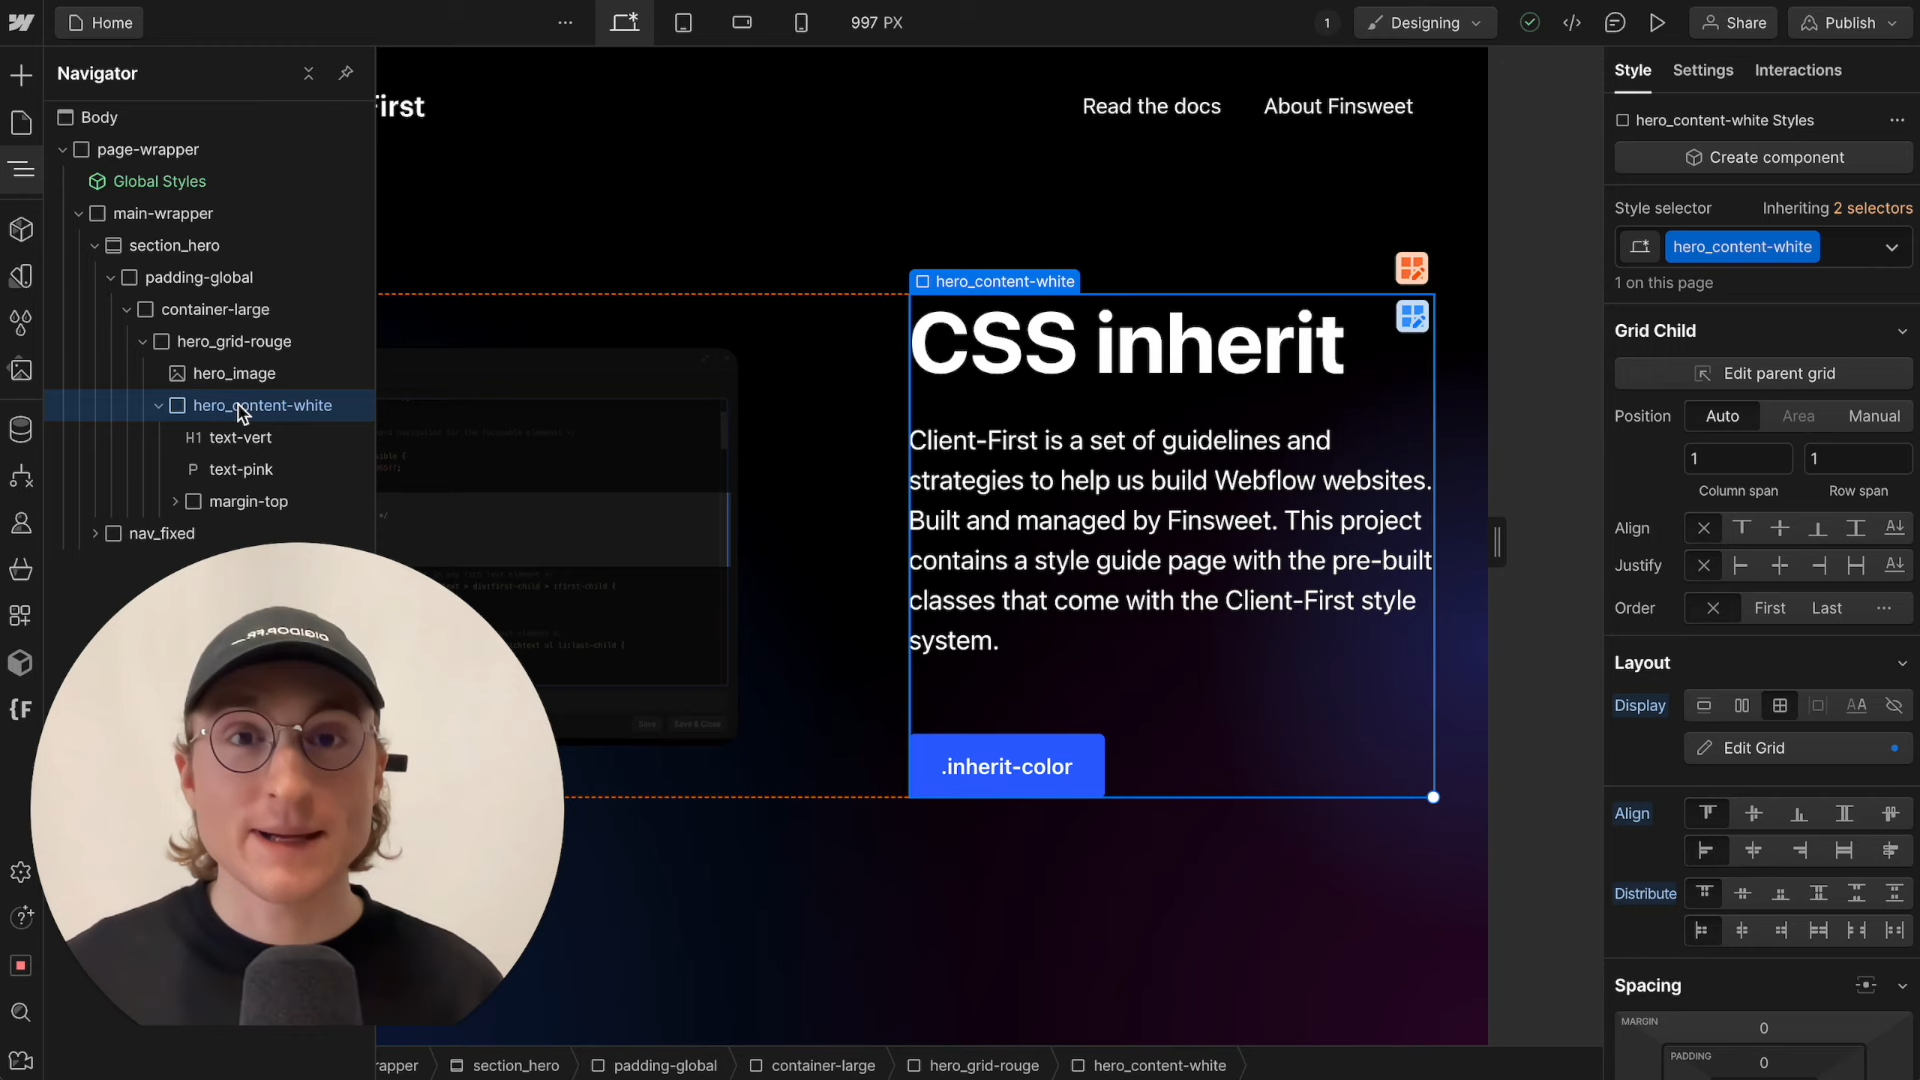 Home
997 PX
1
Designing
Share
Publish
Navigator
Body
page-wrapper
Global Styles
main-wrapper
section_hero
padding-global
container-large
hero_grid-rouge
hero_image
hero_content-white
H1 text-vert
P text-pink
margin-top
nav_fixed
First
Read the docs
About Finsweet
hero_content-white
CSS inherit
Client-First is a set of guidelines and
strategies to help us build Webflow websites.
Built and managed by Finsweet. This project
contains a style guide page with the pre-built
classes that come with the Client-First style
system.
.inherit-color
Save
Save & Close
Style
Settings
Interactions
hero_content-white Styles
Create component
Style selector
Inheriting 2 selectors
hero_content-white
1 on this page
Grid Child
Edit parent grid
Position
Auto
Area
Manual
1
1
Column span
Row span
Align
Justify
Order
First
Last
Layout
Display
Edit Grid
Align
Distribute
Spacing
MARGIN
0
PADDING
0
rapper
section_hero
padding-global
container-large
hero_grid-rouge
hero_content-white